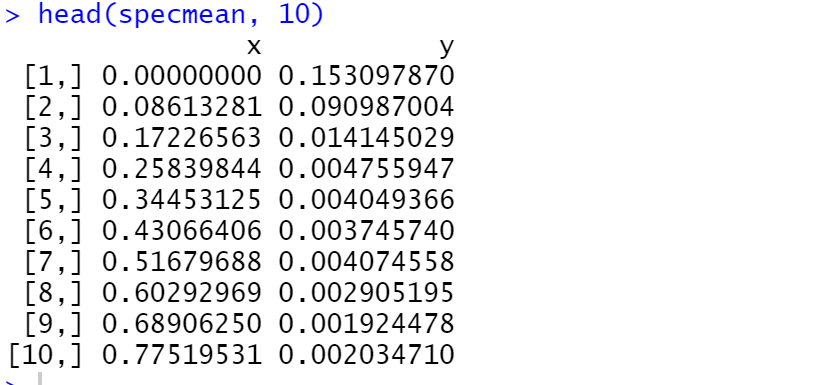 > head(specmean, 10)
               x           y
 [1,] 0.00000000 0.153097870
 [2,] 0.08613281 0.090987004
 [3,] 0.17226563 0.014145029
 [4,] 0.25839844 0.004755947
 [5,] 0.34453125 0.004049366
 [6,] 0.43066406 0.003745740
 [7,] 0.51679688 0.004074558
 [8,] 0.60292969 0.002905195
 [9,] 0.68906250 0.001924478
[10,] 0.77519531 0.002034710
>